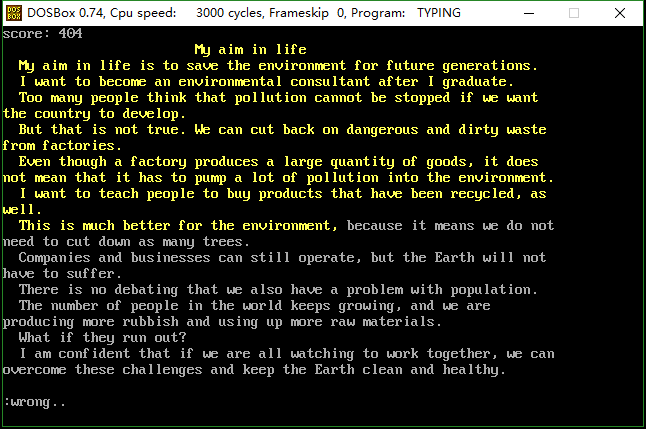 DOS BOX DOSBox 0.74, Cpu speed: 3000 cycles, Frameskip 0, Program: TYPING
score: 404
My aim in life
My aim in life is to save the environment for future generations.
I want to become an environmental consultant after I graduate.
Too many people think that pollution cannot be stopped if we want
the country to develop.
But that is not true. We can cut back on dangerous and dirty waste
from factories.
Even though a factory produces a large quantity of goods, it does
not mean that it has to pump a lot of pollution into the environment.
I want to teach people to buy products that have been recycled, as
well.
This is much better for the environment, because it means we do not
need to cut down as many trees.
Companies and businesses can still operate, but the Earth will not
have to suffer.
There is no debating that we also have a problem with population.
The number of people in the world keeps growing, and we are
producing more rubbish and using up more raw materials.
What if they run out?
I am confident that if we are all watching to work together, we can
overcome these challenges and keep the Earth clean and healthy.
:wrong..